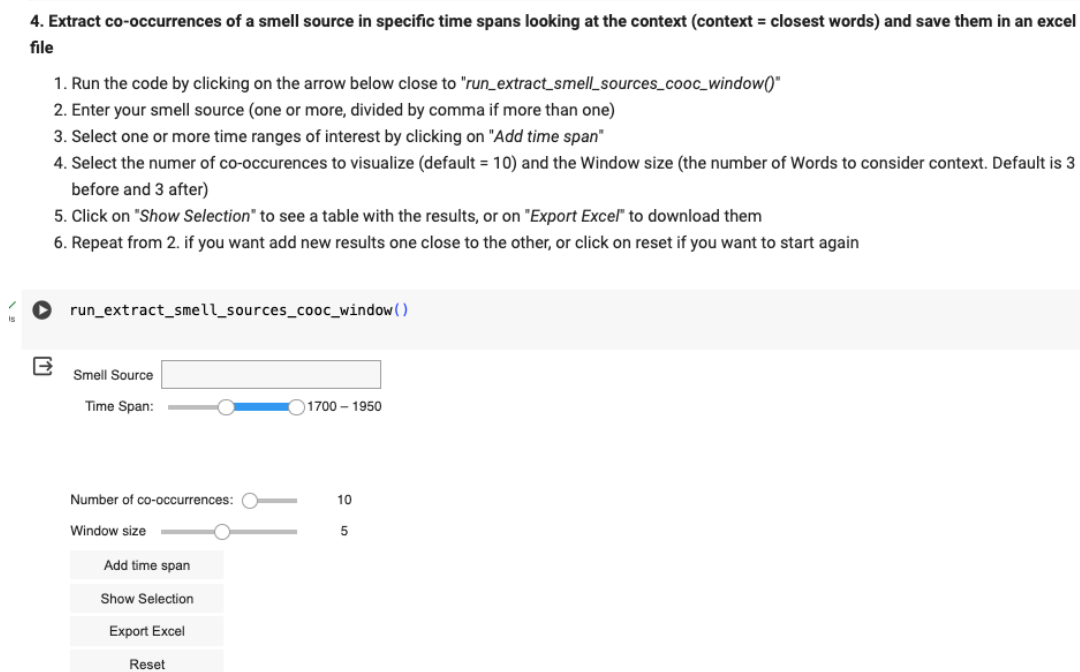 4. Extract co-occurrences of a smell source in specific time spans looking at the context (context = closest words) and save them in an excel
file
1. Run the code by clicking on the arrow below close to "run_extract_smell_sources_cooc_window()"
2. Enter your smell source (one or more, divided by comma if more than one)
3. Select one or more time ranges of interest by clicking on "Add time span"
4. Select the numer of co-occurences to visualize (default = 10) and the Window size (the number of Words to consider context. Default is 3
before and 3 after)
5. Click on "Show Selection" to see a table with the results, or on "Export Excel" to download them
6. Repeat from 2. if you want add new results one close to the other, or click on reset if you want to start again
run_extract_smell_sources_cooc_window()
Smell Source
Time Span: 1700 – 1950
Number of co-occurrences: 10
Window size 5
Add time span
Show Selection
Export Excel
Reset